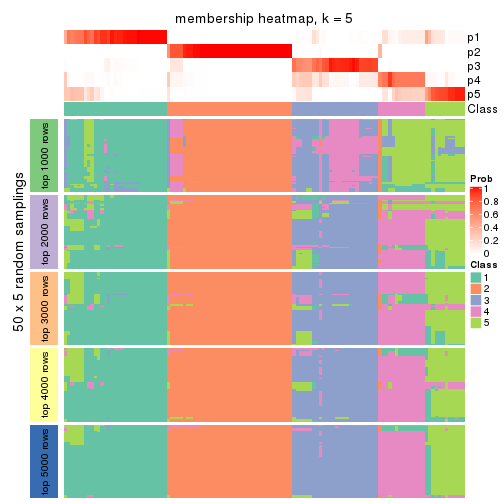 membership heatmap, k = 5
p1
p2
p3
p4
p5
Class
50 x 5 random samplings
top 1000 rows
top 2000 rows
top 3000 rows
top 4000 rows
top 5000 rows
Prob
1
0.8
0.6
0.4
0.2
0
Class
1
2
3
4
5